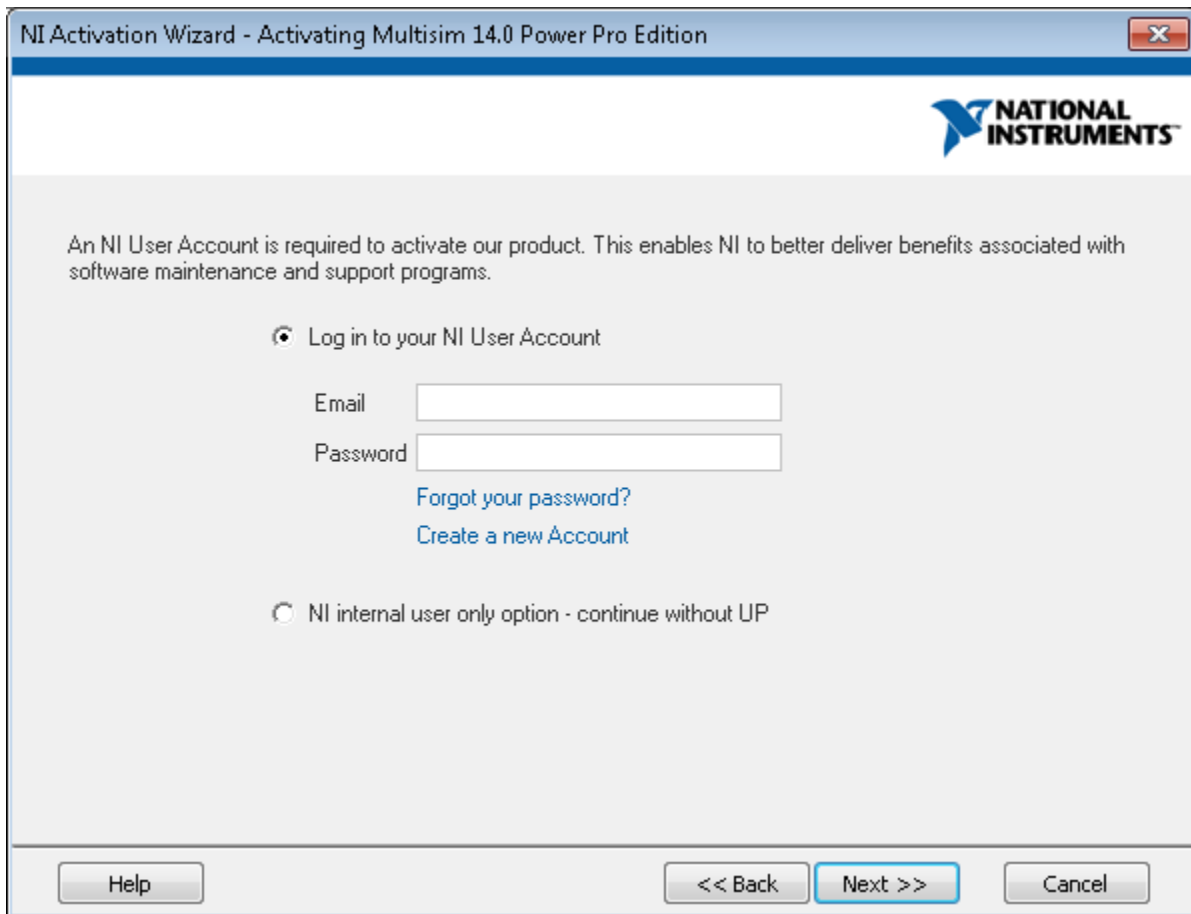 NI Activation Wizard - Activating Multisim 14.0 Power Pro Edition
NATIONAL
INSTRUMENTS™
An NI User Account is required to activate our product. This enables NI to better deliver benefits associated with
software maintenance and support programs.
Log in to your NI User Account
Email
Password
Forgot your password?
Create a new Account
NI internal user only option - continue without UP
Help
<< Back
Next >>
Cancel